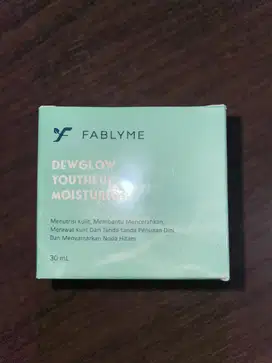 FABLYME
DEWGLOW
YOUTHFUL
MOISTURIZER
Menutrisi Kulit, Membantu Mencerahkan,
Merawat Kulit Dari Tanda Tanda Penuaan Dini,
Dan Menyamarkan Noda Hitam
30 mL